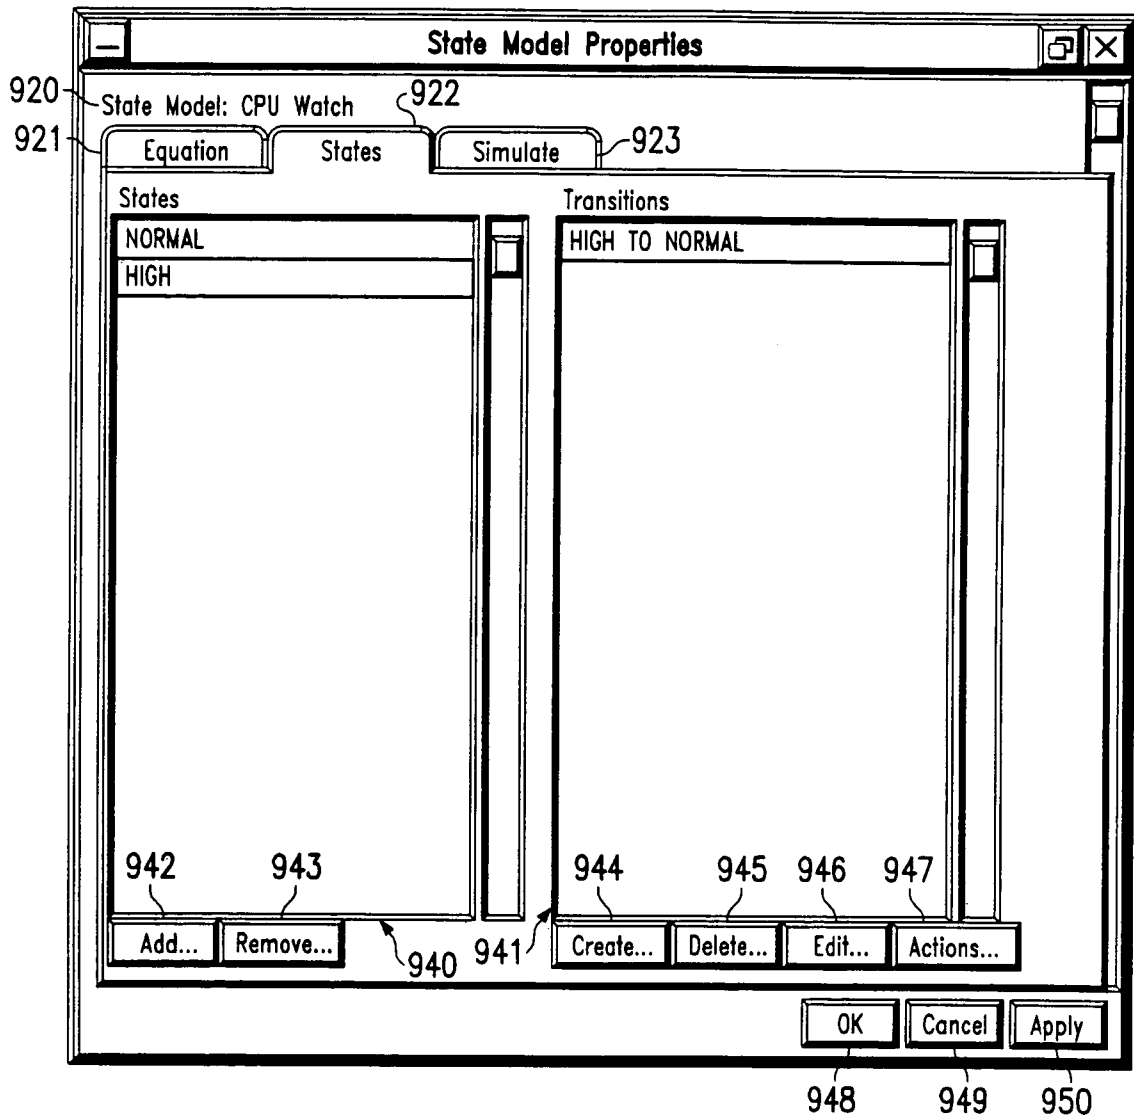 State Model Properties
920
State Model: CPU Watch
922
921
Equation
States
Simulate
923
States
Transitions
NORMAL
HIGH
HIGH TO NORMAL
942
943
944
945
946
947
Add...
Remove...
940
941
Create...
Delete...
Edit...
Actions...
OK
Cancel
Apply
948
949
950